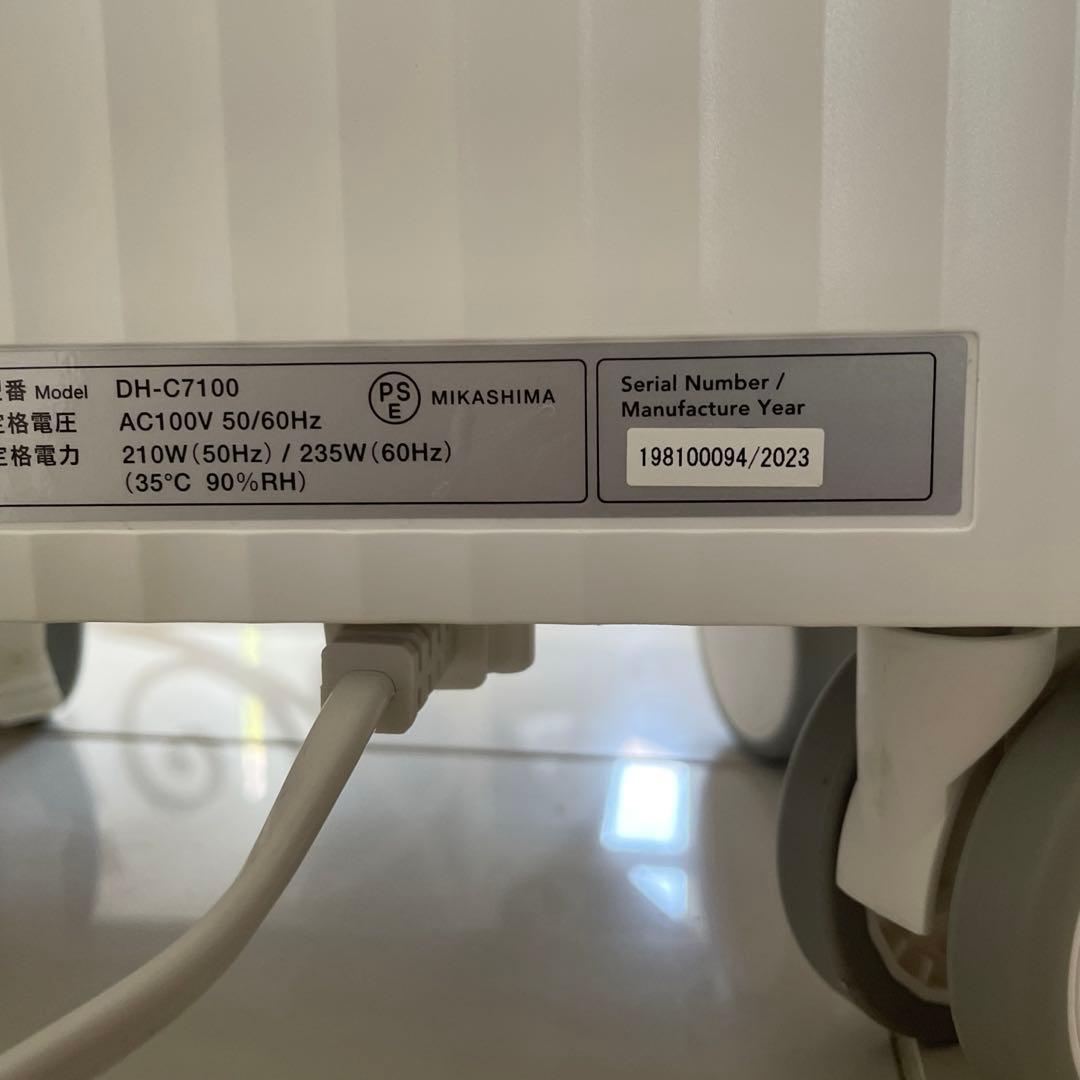 番 Model DH-C7100
格電圧 AC100V 50/60Hz
格電力 210W(50Hz) / 235W(60Hz)
(35℃ 90%RH)
PSE MIKASHIMA
Serial Number /
Manufacture Year
198100094/2023